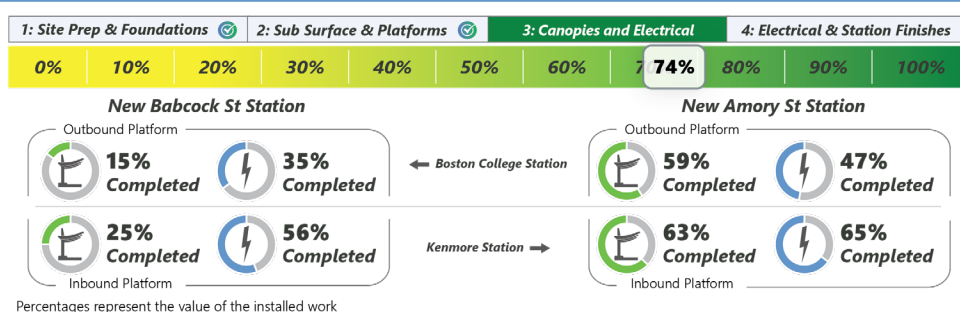 1: Site Prep & Foundations 2: Sub Surface & Platforms 3: Canopies and Electrical 4: Electrical & Station Finishes
0% 10% 20% 30% 40% 50% 60% 74% 80% 90% 100%
New Babcock St Station New Amory St Station
Outbound Platform Outbound Platform
15% Completed 35% Completed Boston College Station 59% Completed 47% Completed
25% Completed 56% Completed Kenmore Station 63% Completed 65% Completed
Inbound Platform Inbound Platform
Percentages represent the value of the installed work